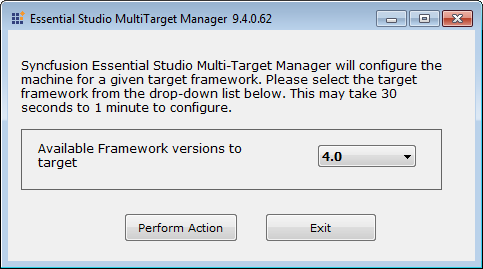 Essential Studio MultiTarget Manager 9.4.0.62
Syncfusion Essential Studio Multi-Target Manager will configure the
machine for a given target framework. Please select the target
framework from the drop-down list below. This may take 30
seconds to 1 minute to configure.
Available Framework versions to
target
4.0
Perform Action
Exit